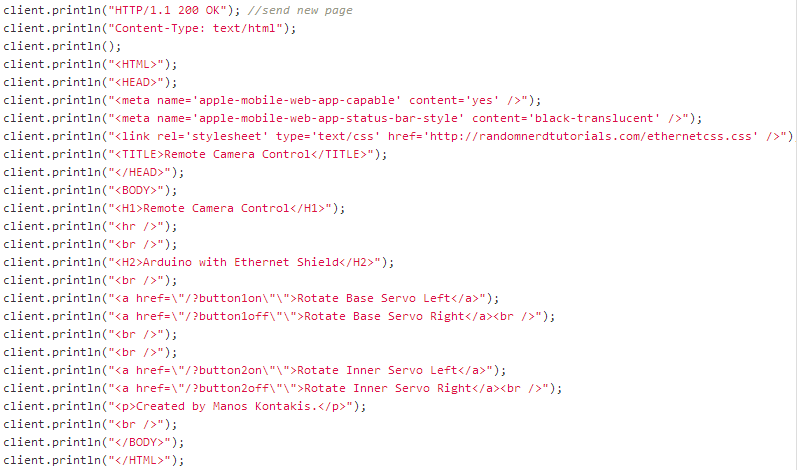 client.println("HTTP/1.1 200 OK"); //send new page
client.println("Content-Type: text/html");
client.println();
client.println("<HTML>");
client.println("<HEAD>");
client.println("<meta name='apple-mobile-web-app-capable' content='yes' />");
client.println("<meta name='apple-mobile-web-app-status-bar-style' content='black-translucent' />");
client.println("<link rel='stylesheet' type='text/css' href='http://randomnerdtutorials.com/ethernetcss.css' />")
client.println("<TITLE>Remote Camera Control</TITLE>");
client.println("</HEAD>");
client.println("<BODY>");
client.println("<H1>Remote Camera Control</H1>");
client.println("<hr />");
client.println("<br />");
client.println("<H2>Arduino with Ethernet Shield</H2>");
client.println("<br />");
client.println("<a href=\"/?button1on\"\">Rotate Base Servo Left</a>");
client.println("<a href=\"/?button1off\"\">Rotate Base Servo Right</a><br />");
client.println("<br />");
client.println("<br />");
client.println("<a href=\"/?button2on\"\">Rotate Inner Servo Left</a>");
client.println("<a href=\"/?button2off\"\">Rotate Inner Servo Right</a><br />");
client.println("<p>Created by Manos Kontakis.</p>");
client.println("<br />");
client.println("</BODY>");
client.println("</HTML>");